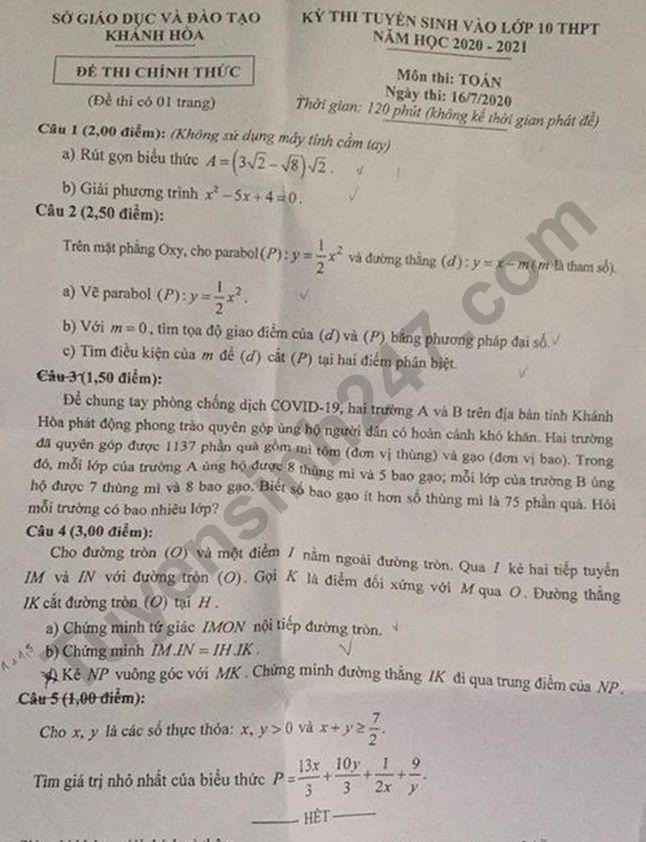 SỞ GIÁO DỤC VÀ ĐÀO TẠO
KHÁNH HÒA
ĐỀ THI CHÍNH THỨC
(Đề thi có 01 trang)
KỲ THI TUYỂN SINH VÀO LỚP 10 THPT
NĂM HỌC 2020 - 2021
Môn thi: TOÁN
Ngày thi: 16/7/2020
Thời gian: 120 phút (không kể thời gian phát đề)
Câu 1 (2,00 điểm): (Không sử dụng máy tính cầm tay)
a) Rút gọn biểu thức A = (3√2 − √8)√2 .
b) Giải phương trình x² − 5x + 4 = 0 .
Câu 2 (2,50 điểm):
Trên mặt phẳng Oxy, cho parabol (P): y = 1/2 x² và đường thẳng (d): y = x − m (m là tham số).
a) Vẽ parabol (P): y = 1/2 x² .
b) Với m = 0, tìm tọa độ giao điểm của (d) và (P) bằng phương pháp đại số.
c) Tìm điều kiện của m để (d) cắt (P) tại hai điểm phân biệt.
Câu 3 (1,50 điểm):
Để chung tay phòng chống dịch COVID-19, hai trường A và B trên địa bàn tỉnh Khánh
Hòa phát động phong trào quyên góp ủng hộ người dân có hoàn cảnh khó khăn. Hai trường
đã quyên góp được 1137 phần quà gồm mì tôm (đơn vị thùng) và gạo (đơn vị bao). Trong
đó, mỗi lớp của trường A ủng hộ được 8 thùng mì và 5 bao gạo; mỗi lớp của trường B ủng
hộ được 7 thùng mì và 8 bao gạo. Biết số bao gạo ít hơn số thùng mì là 75 phần quà. Hỏi
mỗi trường có bao nhiêu lớp?
Câu 4 (3,00 điểm):
Cho đường tròn (O) và một điểm I nằm ngoài đường tròn. Qua I kẻ hai tiếp tuyến
IM và IN với đường tròn (O). Gọi K là điểm đối xứng với M qua O. Đường thẳng
IK cắt đường tròn (O) tại H .
a) Chứng minh tứ giác IMON nội tiếp đường tròn.
b) Chứng minh IM.IN = IH.IK .
c) Kẻ NP vuông góc với MK . Chứng minh đường thẳng IK đi qua trung điểm của NP.
Câu 5 (1,00 điểm):
Cho x, y là các số thực thỏa: x, y > 0 và x + y ≥ 7/2 .
Tìm giá trị nhỏ nhất của biểu thức P = 13x/3 + 10y/3 + 1/2x + 9/y .
HẾT
Tuyensinh247.com